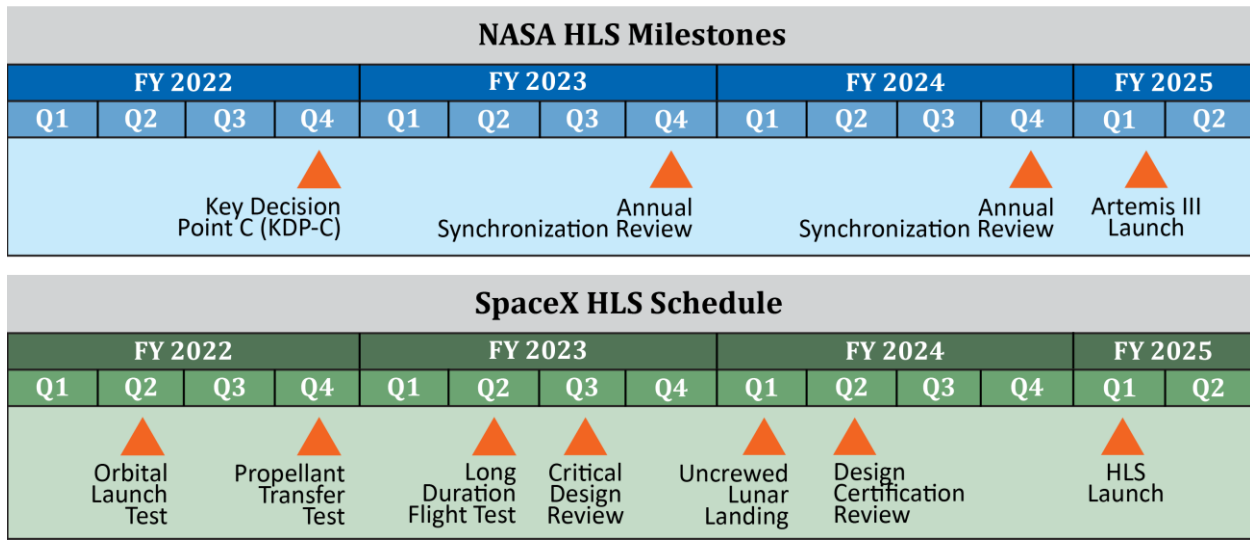 NASA HLS Milestones
FY 2022 FY 2023 FY 2024 FY 2025
Q1 Q2 Q3 Q4 Q1 Q2 Q3 Q4 Q1 Q2 Q3 Q4 Q1 Q2
Key Decision
Point C (KDP-C)
Annual
Synchronization Review
Annual
Synchronization Review
Artemis III
Launch
SpaceX HLS Schedule
FY 2022 FY 2023 FY 2024 FY 2025
Q1 Q2 Q3 Q4 Q1 Q2 Q3 Q4 Q1 Q2 Q3 Q4 Q1 Q2
Orbital
Launch
Test
Propellant
Transfer
Test
Long
Duration
Flight Test
Critical
Design
Review
Uncrewed
Lunar
Landing
Design
Certification
Review
HLS
Launch